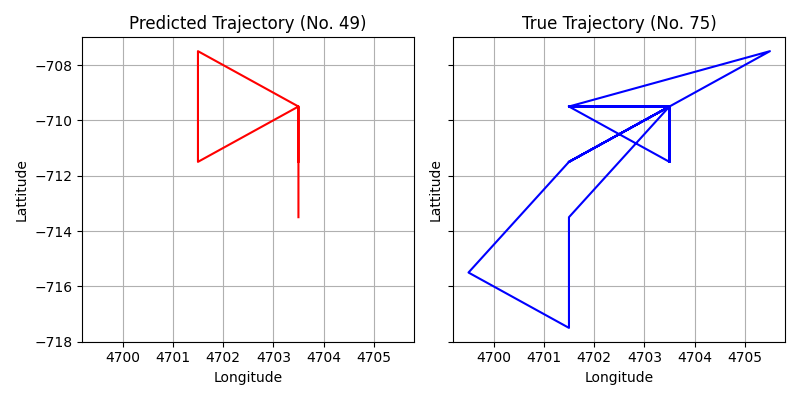 Predicted Trajectory (No. 49)
True Trajectory (No. 75)
−708
−710
−712
−714
−716
−718
Lattitude
Lattitude
4700 4701 4702 4703 4704 4705
4700 4701 4702 4703 4704 4705
Longitude
Longitude